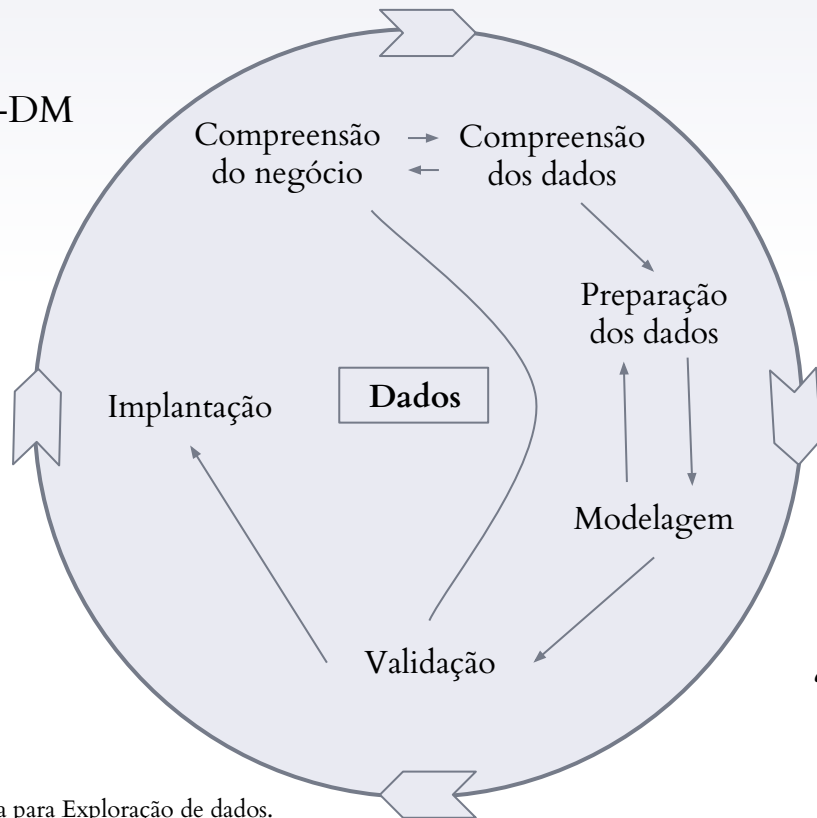 -DM
Compreensão
do negócio
Compreensão
dos dados
Preparação
dos dados
Dados
Implantação
Modelagem
Validação
a para Exploração de dados.